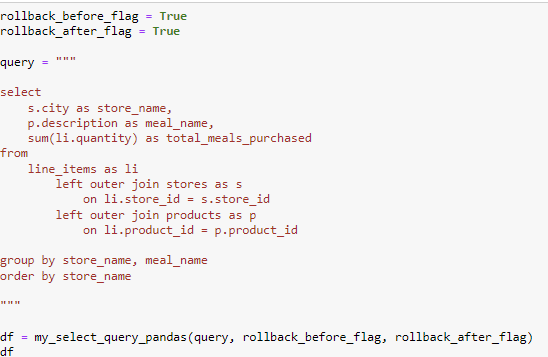 rollback_before_flag = True
rollback_after_flag = True

query = """

select
    s.city as store_name,
    p.description as meal_name,
    sum(li.quantity) as total_meals_purchased
from
    line_items as li
        left outer join stores as s
            on li.store_id = s.store_id
        left outer join products as p
            on li.product_id = p.product_id

group by store_name, meal_name
order by store_name

"""

df = my_select_query_pandas(query, rollback_before_flag, rollback_after_flag)
df